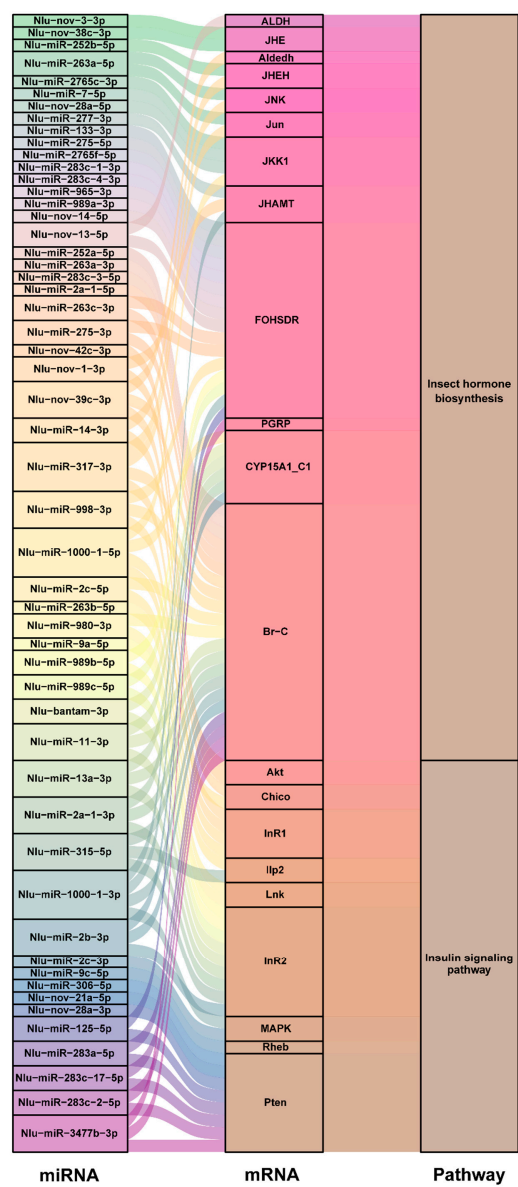 Nlu−nov−3−3p
Nlu−nov−38c−3p
Nlu−miR−252b−5p
Nlu−miR−263a−5p
Nlu−miR−2765c−3p
Nlu−miR−7−5p
Nlu−nov−28a−5p
Nlu−miR−277−3p
Nlu−miR−133−3p
Nlu−miR−275−5p
Nlu−miR−2765f−5p
Nlu−miR−283c−1−3p
Nlu−miR−283c−4−3p
Nlu−miR−965−3p
Nlu−miR−989a−3p
Nlu−nov−14−5p
Nlu−nov−13−5p
Nlu−miR−252a−5p
Nlu−miR−263a−3p
Nlu−miR−283c−3−5p
Nlu−miR−2a−1−5p
Nlu−miR−263c−3p
Nlu−miR−275−3p
Nlu−nov−42c−3p
Nlu−nov−1−3p
Nlu−nov−39c−3p
Nlu−miR−14−3p
Nlu−miR−317−3p
Nlu−miR−998−3p
Nlu−miR−1000−1−5p
Nlu−miR−2c−5p
Nlu−miR−263b−5p
Nlu−miR−980−3p
Nlu−miR−9a−5p
Nlu−miR−989b−5p
Nlu−miR−989c−5p
Nlu−bantam−3p
Nlu−miR−11−3p
Nlu−miR−13a−3p
Nlu−miR−2a−1−3p
Nlu−miR−315−5p
Nlu−miR−1000−1−3p
Nlu−miR−2b−3p
Nlu−miR−2c−3p
Nlu−miR−9c−5p
Nlu−miR−306−5p
Nlu−nov−21a−5p
Nlu−nov−28a−3p
Nlu−miR−125−5p
Nlu−miR−283a−5p
Nlu−miR−283c−17−5p
Nlu−miR−283c−2−5p
Nlu−miR−3477b−3p
miRNA
ALDH
JHE
Aldedh
JHEH
JNK
Jun
JKK1
JHAMT
FOHSDR
PGRP
CYP15A1_C1
Br−C
Akt
Chico
InR1
Ilp2
Lnk
InR2
MAPK
Rheb
Pten
mRNA
Insect hormone
biosynthesis
Insulin signaling
pathway
Pathway